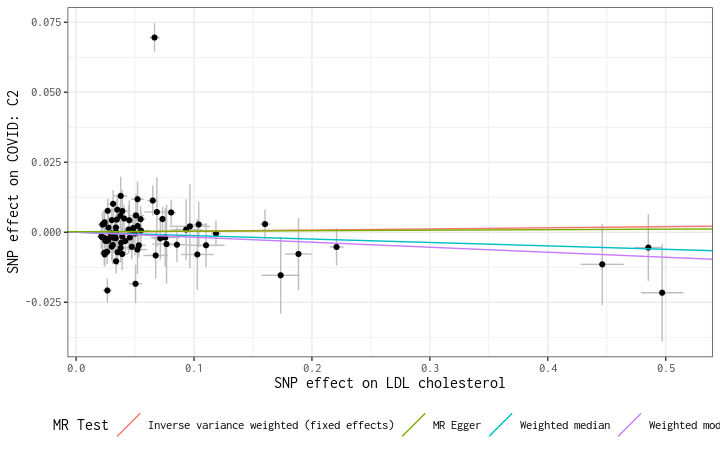 0.075
0.050
0.025
0.000
-0.025
SNP effect on COVID: C2
0.0 0.1 0.2 0.3 0.4 0.5
SNP effect on LDL cholesterol
MR Test Inverse variance weighted (fixed effects) MR Egger Weighted median Weighted mod